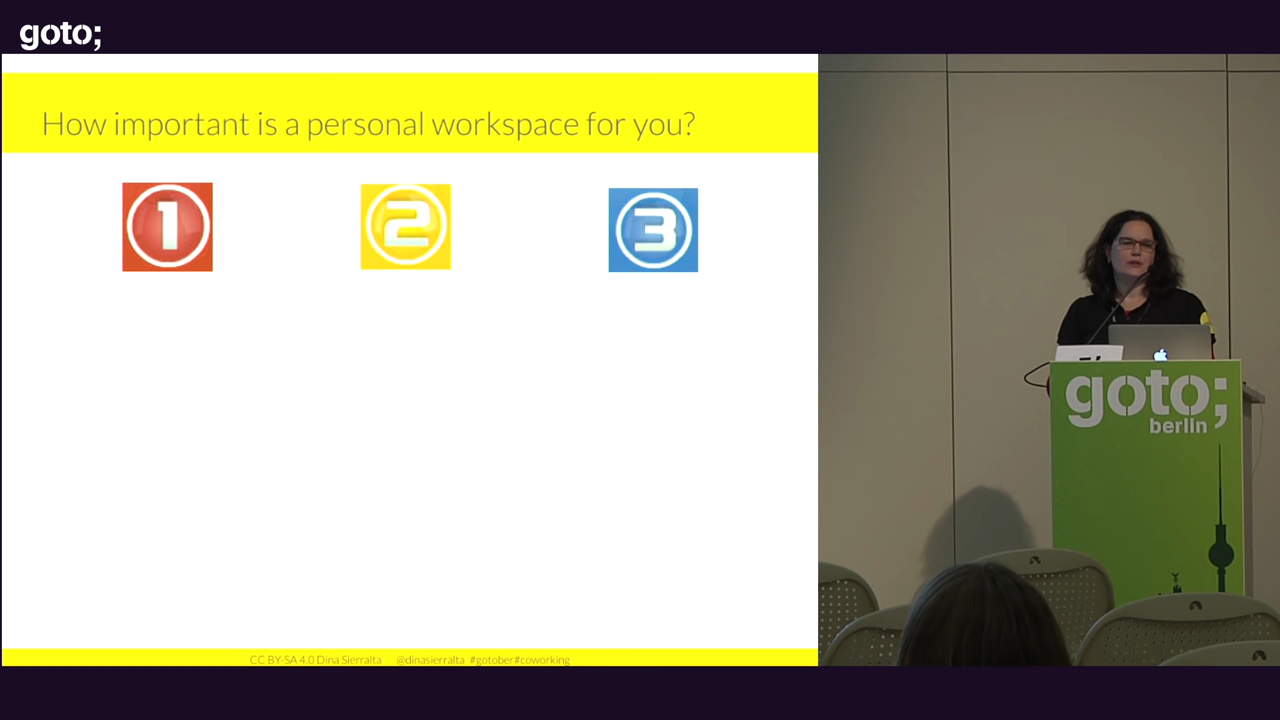 goto;
How important is a personal workspace for you?
1
2
3
goto;
berlin
CC BY-SA 4.0 Dina Sierralta @dinasierralta #gotober#coworking